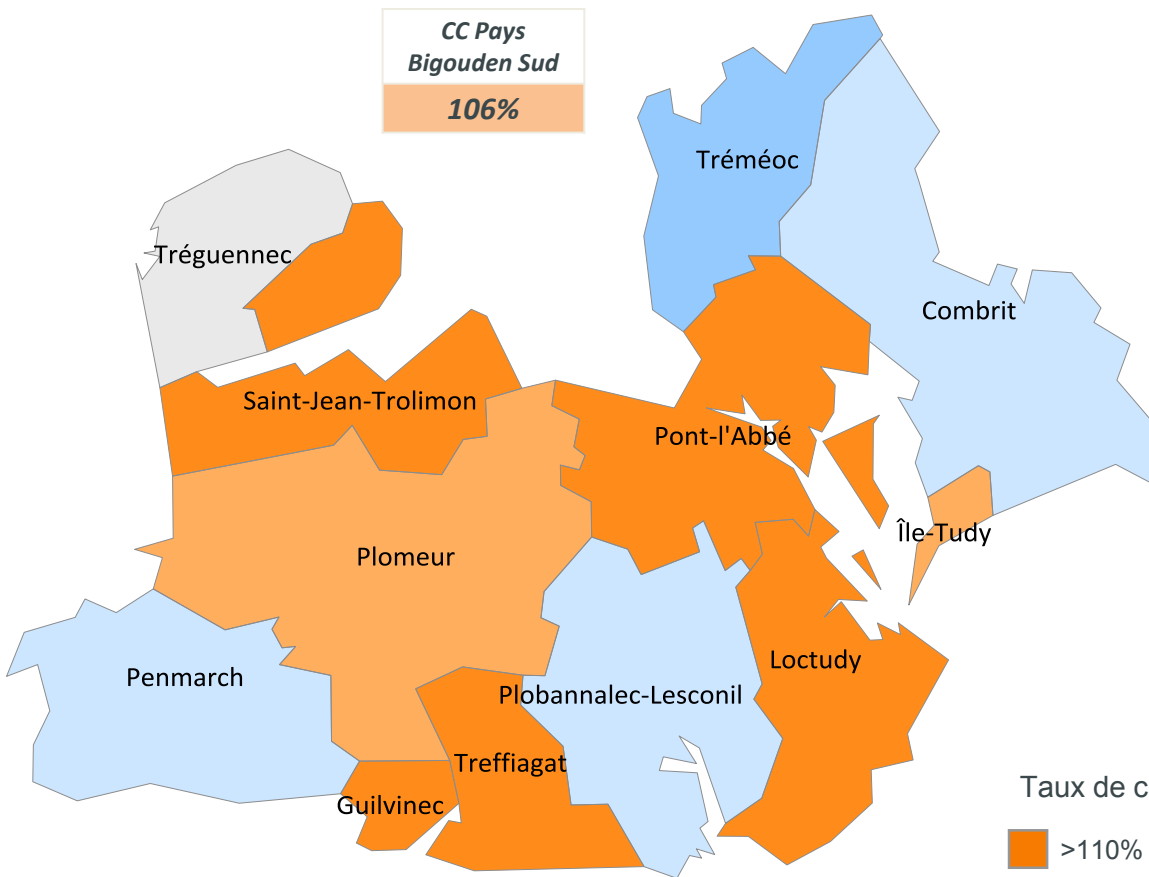 CC Pays
Bigouden Sud
106%
Tréméoc
Tréguennec
Combrit
Saint-Jean-Trolimon
Pont-l'Abbé
Île-Tudy
Plomeur
Loctudy
Penmarch
Plobannalec-Lesconil
Treffiagat
Guilvinec
Taux de c
>110%